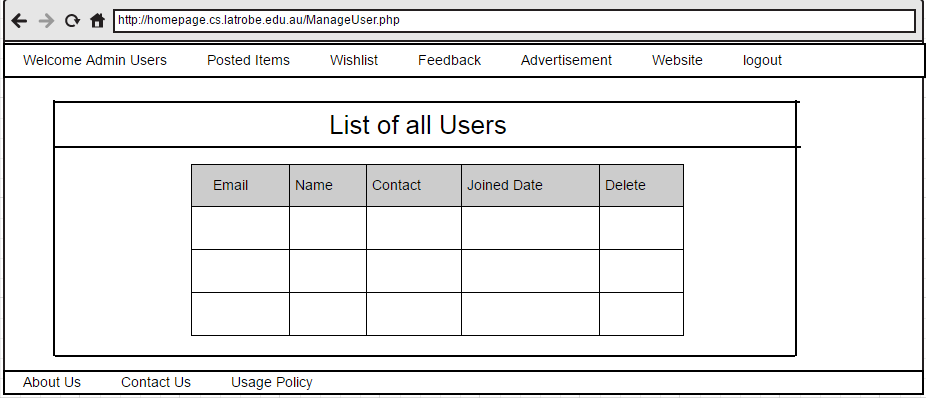 http://homepage.cs.latrobe.edu.au/ManageUser.php
Welcome Admin Users Posted Items Wishlist Feedback Advertisement Website logout
List of all Users
Email Name Contact Joined Date Delete
About Us Contact Us Usage Policy